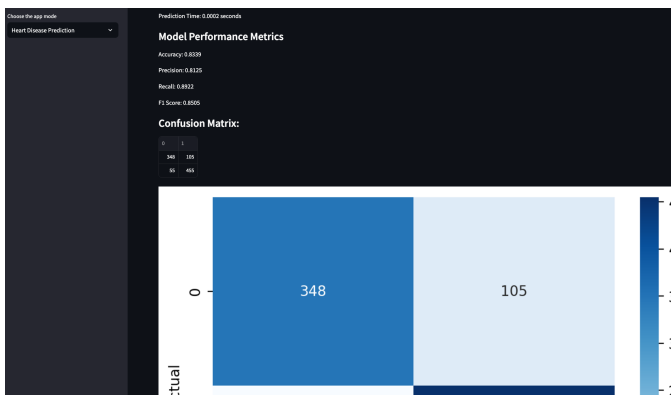 Choose the app mode
Heart Disease Prediction
Prediction Time: 0.0002 seconds
Model Performance Metrics
Accuracy: 0.8339
Precision: 0.8125
Recall: 0.8922
F1 Score: 0.8505
Confusion Matrix:
0 1
348 105
55 455
0
348 105